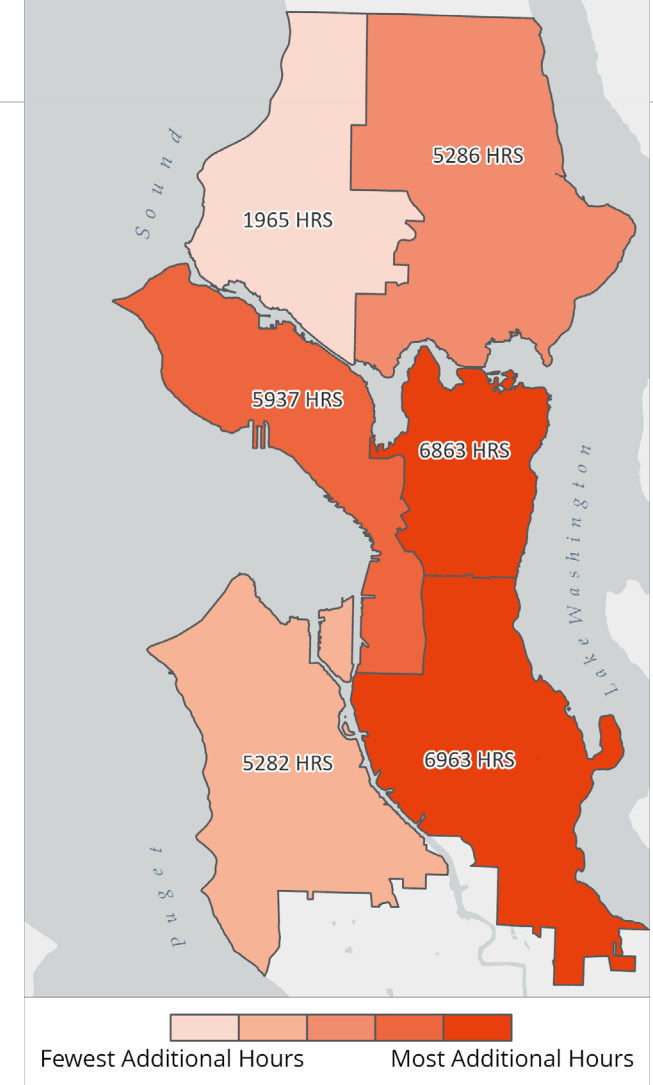 Sound
5286 HRS
1965 HRS
5937 HRS
6863 HRS
Lake Washington
6963 HRS
5282 HRS
Puget
Fewest Additional Hours
Most Additional Hours